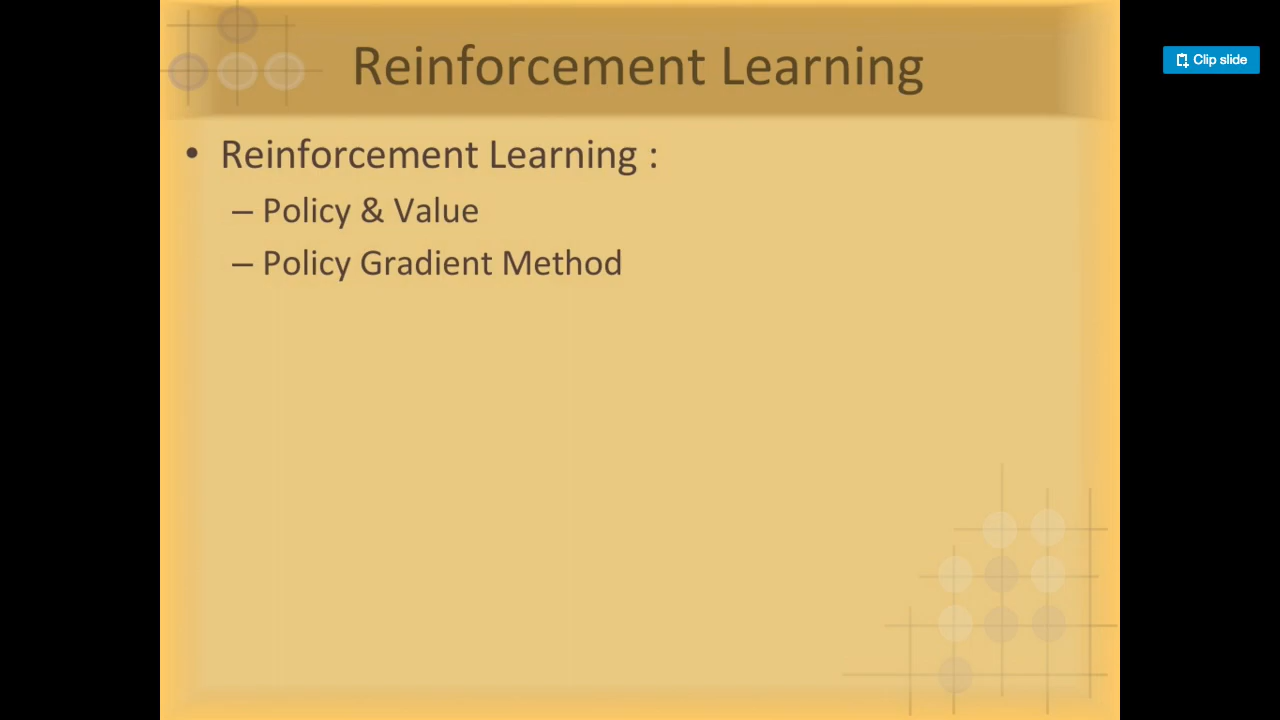 Reinforcement Learning
Clip slide
• Reinforcement Learning :
– Policy & Value
– Policy Gradient Method